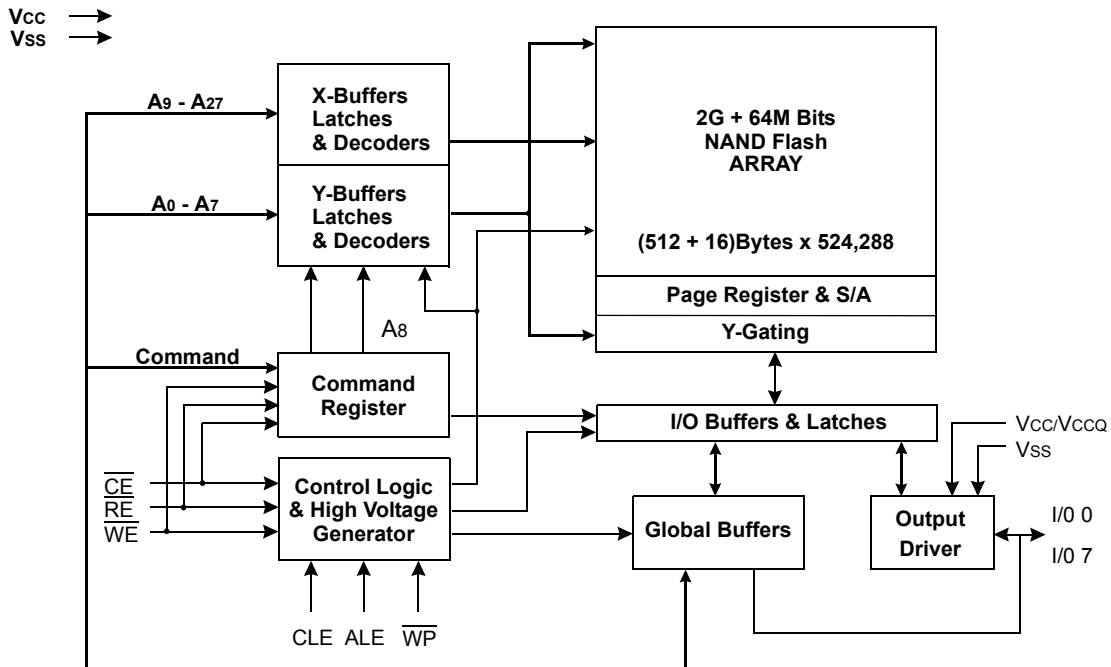 VCC
VSS
A9 - A27
X-Buffers
Latches
& Decoders
A0 - A7
Y-Buffers
Latches
& Decoders
2G + 64M Bits
NAND Flash
ARRAY
(512 + 16)Bytes x 524,288
Page Register & S/A
Y-Gating
A8
Command
Command
Register
I/O Buffers & Latches
VCC/VCCQ
VSS
CE
RE
WE
Control Logic
& High Voltage
Generator
Global Buffers
Output
Driver
I/0 0
I/0 7
CLE
ALE
WP